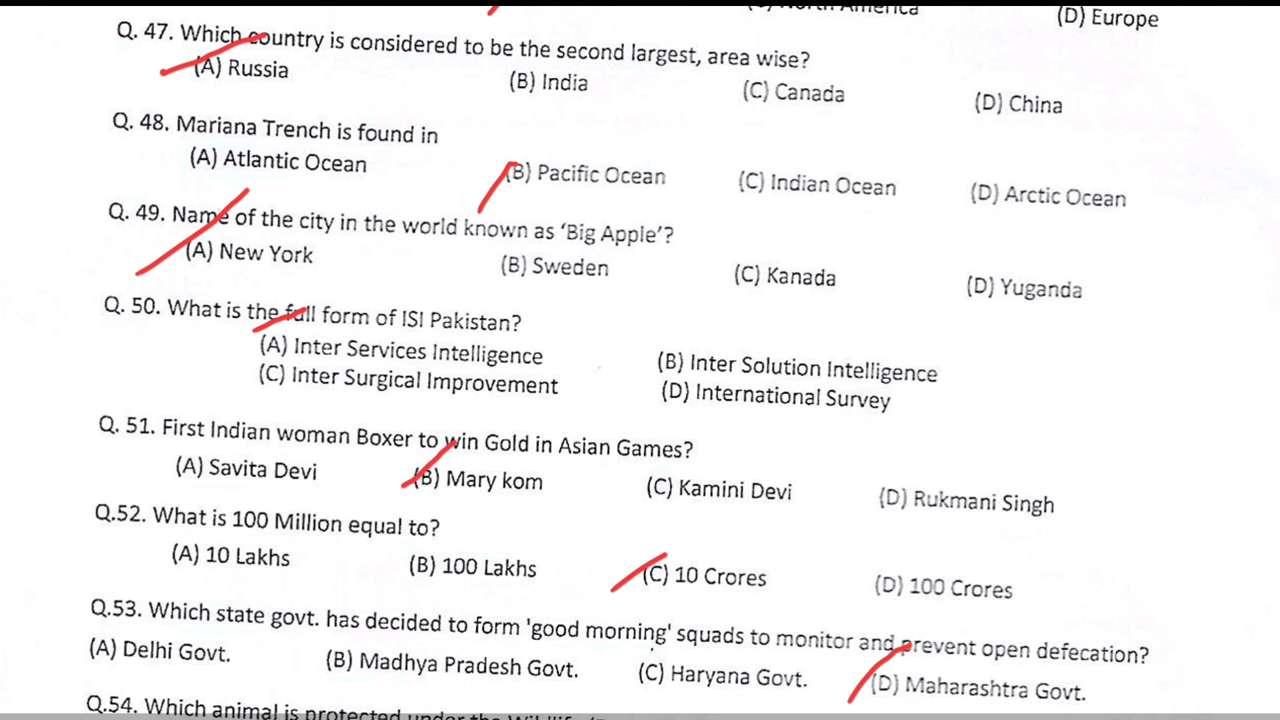 (C) North America (D) Europe
Q. 47. Which country is considered to be the second largest, area wise?
(A) Russia (B) India (C) Canada (D) China
Q. 48. Mariana Trench is found in
(A) Atlantic Ocean (B) Pacific Ocean (C) Indian Ocean (D) Arctic Ocean
Q. 49. Name of the city in the world known as ‘Big Apple’?
(A) New York (B) Sweden (C) Kanada (D) Yuganda
Q. 50. What is the full form of ISI Pakistan?
(A) Inter Services Intelligence (B) Inter Solution Intelligence
(C) Inter Surgical Improvement (D) International Survey
Q. 51. First Indian woman Boxer to win Gold in Asian Games?
(A) Savita Devi (B) Mary kom (C) Kamini Devi (D) Rukmani Singh
Q.52. What is 100 Million equal to?
(A) 10 Lakhs (B) 100 Lakhs (C) 10 Crores (D) 100 Crores
Q.53. Which state govt. has decided to form 'good morning' squads to monitor and prevent open defecation?
(A) Delhi Govt. (B) Madhya Pradesh Govt. (C) Haryana Govt. (D) Maharashtra Govt.
Q.54. Which animal is protected under the